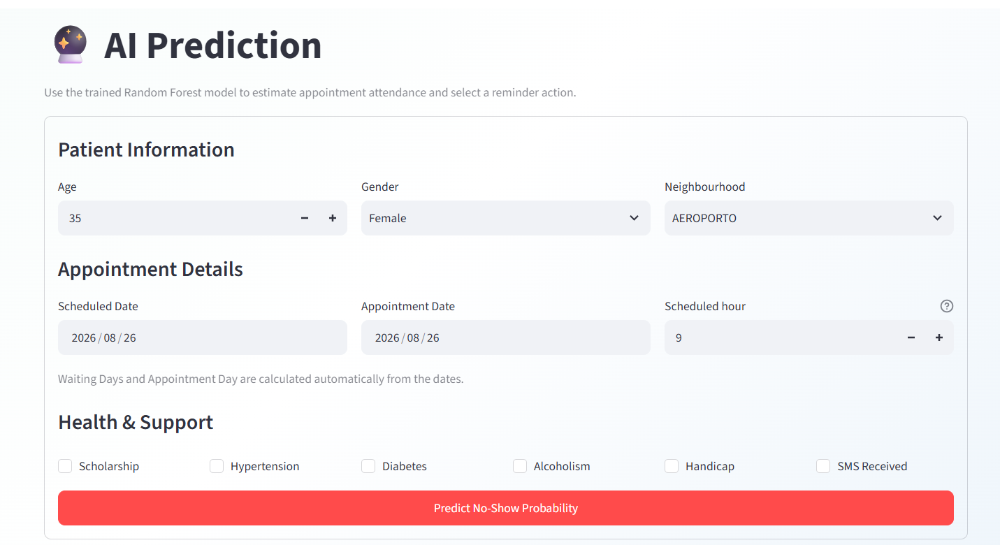 AI Prediction
Use the trained Random Forest model to estimate appointment attendance and select a reminder action.
Patient Information
Age
Gender
Neighbourhood
35
Female
AEROPORTO
Appointment Details
Scheduled Date
Appointment Date
Scheduled hour
2026/08/26
2026/08/26
9
Waiting Days and Appointment Day are calculated automatically from the dates.
Health & Support
Scholarship
Hypertension
Diabetes
Alcoholism
Handicap
SMS Received
Predict No-Show Probability